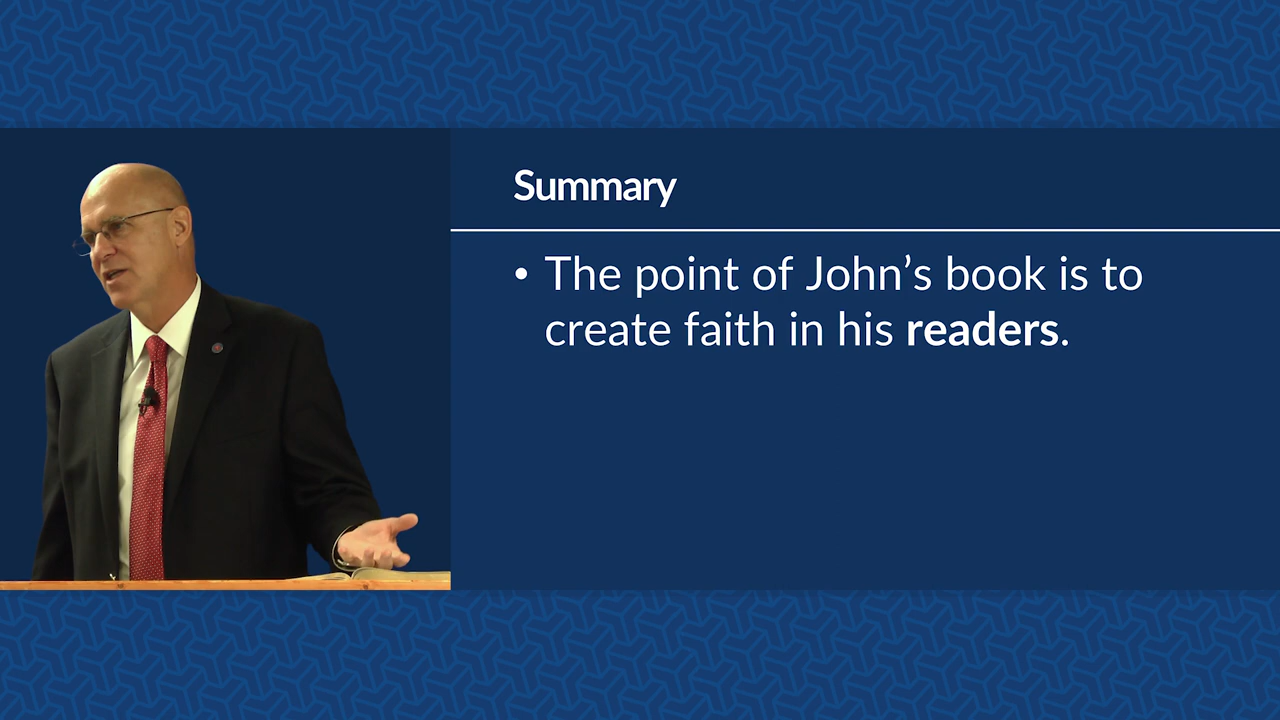 Summary
• The point of John’s book is to
create faith in his readers.